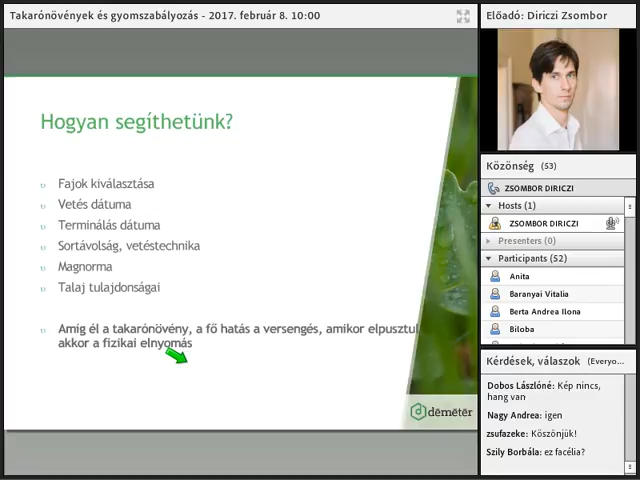 Takarónövények és gyomszabályozás - 2017. február 8. 10:00
Hogyan segíthetünk?
Fajok kiválasztása
Vetés dátuma
Terminálás dátuma
Sortávolság, vetéstechnika
Magnorma
Talaj tulajdonságai
Amíg él a takarónövény, a fő hatás a versengés, amikor elpusztul
akkor a fizikai elnyomás
dēmētēr
Előadó: Diriczi Zsombor
Közönség (53)
ZSOMBOR DIRICZI
Hosts (1)
ZSOMBOR DIRICZI
Presenters (0)
Participants (52)
Anita
Baranyai Vitalia
Berta Andrea Ilona
Biloba
Kérdések, válaszok (Everyo...
Dobos Lászlóné: Kép nincs,
hang van
Nagy Andrea: igen
zsufazeke: Köszönjük!
Szily Borbála: ez facélia?